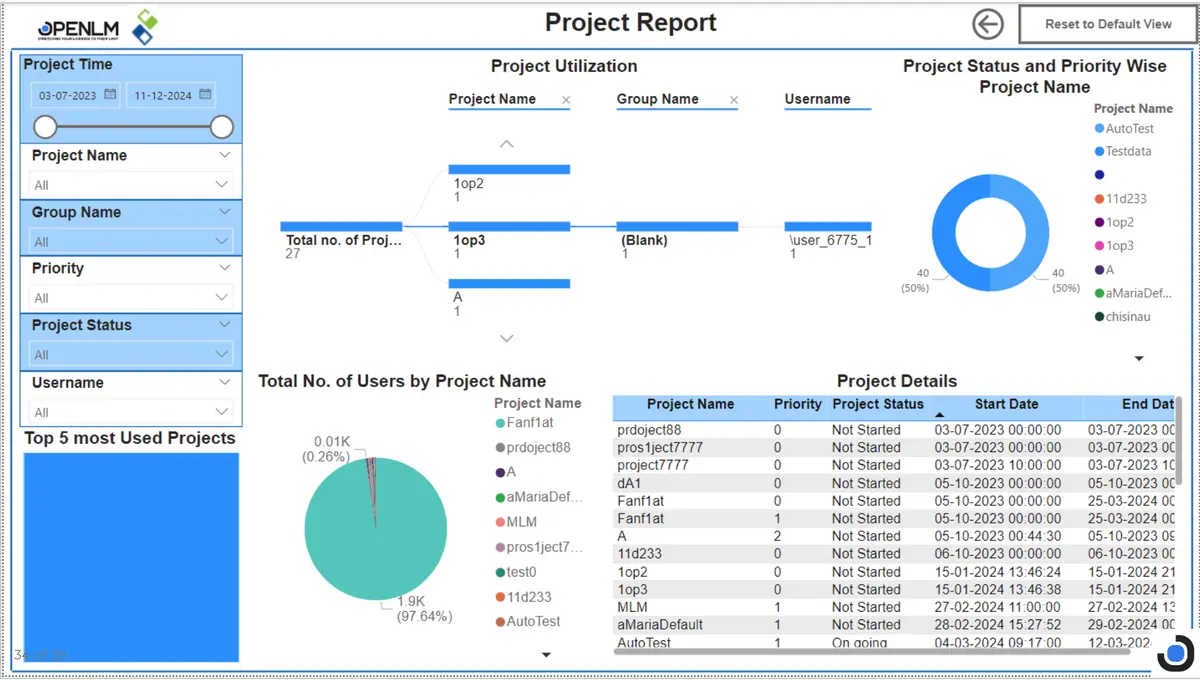 OPENLM
Project Report
Reset to Default View
Project Time
03-07-2023
11-12-2024
Project Name
All
Group Name
All
Priority
All
Project Status
All
Username
All
Top 5 most Used Projects
Project Utilization
Project Name
Group Name
Username
Total no. of Proj...
27
1op2
1
1op3
1
A
1
(Blank)
1
\user_6775_1
1
Project Status and Priority Wise
Project Name
40
(50%)
40
(50%)
Project Name
AutoTest
Testdata
11d233
1op2
1op3
A
aMariaDef...
chisinau
Total No. of Users by Project Name
0.01K
(0.26%)
1.9K
(97.64%)
Project Name
Fanf1at
prdoject88
A
aMariaDef...
MLM
pros1ject7...
test0
11d233
AutoTest
Project Details
Project Name Priority Project Status Start Date End Dat
prdoject88 0 Not Started 03-07-2023 00:00:00 03-07-2023 00
pros1ject7777 0 Not Started 03-07-2023 00:00:00 03-07-2023 00
project7777 0 Not Started 03-07-2023 10:00:00 03-07-2023 10
dA1 0 Not Started 05-10-2023 00:00:00 05-10-2023 00
Fanf1at 0 Not Started 05-10-2023 00:00:00 25-03-2024 00
Fanf1at 1 Not Started 05-10-2023 00:00:00 25-03-2024 00
A 2 Not Started 05-10-2023 00:44:30 05-10-2023 09
11d233 0 Not Started 06-10-2023 00:00:00 06-10-2023 00
1op2 0 Not Started 15-01-2024 13:46:24 15-01-2024 21
1op3 0 Not Started 15-01-2024 13:46:38 15-01-2024 21
MLM 1 Not Started 27-02-2024 11:00:00 27-02-2024 13
aMariaDefault 1 Not Started 28-02-2024 15:27:52 29-02-2024 00
AutoTest 1 On going 04-03-2024 09:17:00 12-03-202